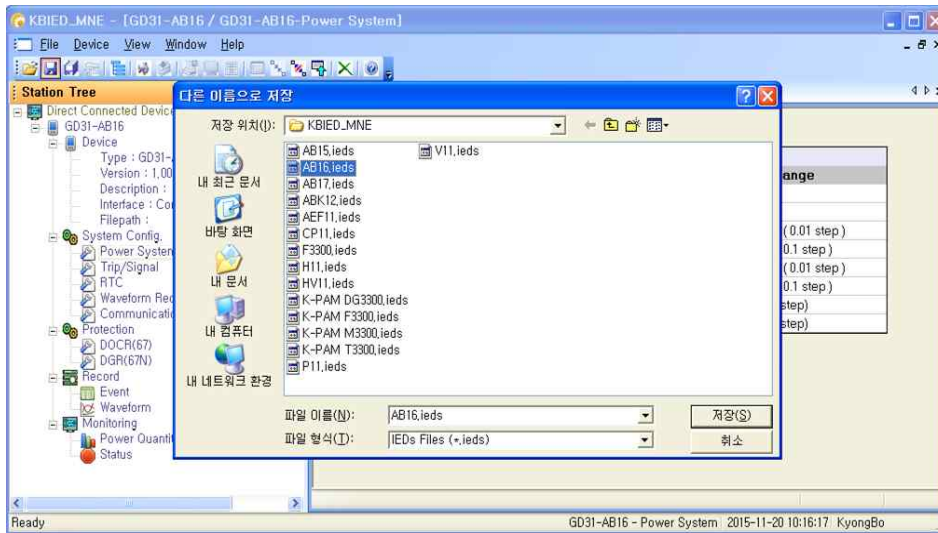 KBIED_MNE - [GD31-AB16 / GD31-AB16-Power System]
File Device View Window Help
Station Tree
Direct Connected Device
GD31-AB16
Device
Type : GD31-
Version : 1,00
Description :
Interface : Co
Filepath :
System Config,
Power System
Trip/Signal
RTC
Waveform Rec
Communicati
Protection
DOCR(67)
DGR(67N)
Record
Event
Waveform
Monitoring
Power Quantit
Status
다른 이름으로 저장
저장 위치(I):
KBIED_MNE
내 최근 문서
바탕 화면
내 문서
내 컴퓨터
내 네트워크 환경
AB15,ieds
AB16,ieds
AB17,ieds
ABK12,ieds
AEF11,ieds
CP11,ieds
F3300,ieds
H11,ieds
HV11,ieds
K-PAM DG3300,ieds
K-PAM F3300,ieds
K-PAM M3300,ieds
K-PAM T3300,ieds
P11,ieds
V11,ieds
파일 이름(N):
AB16,ieds
저장(S)
파일 형식(T):
IEDs Files (*,ieds)
취소
ange
( 0.01 step )
0.1 step )
( 0.01 step )
0.1 step )
step)
step)
Ready
GD31-AB16 - Power System 2015-11-20 10:16:17 KyongBo